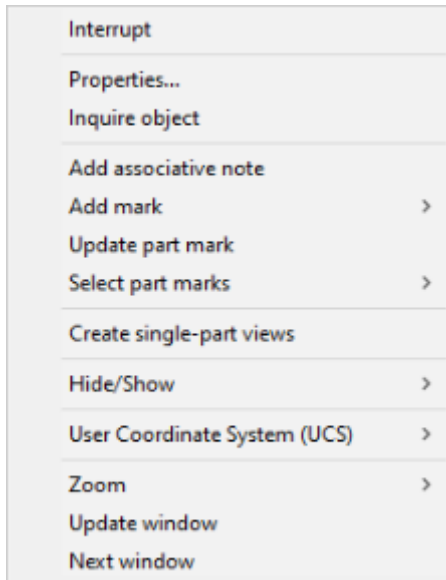 Interrupt
Properties...
Inquire object
Add associative note
Add mark
Update part mark
Select part marks
Create single-part views
Hide/Show
User Coordinate System (UCS)
Zoom
Update window
Next window